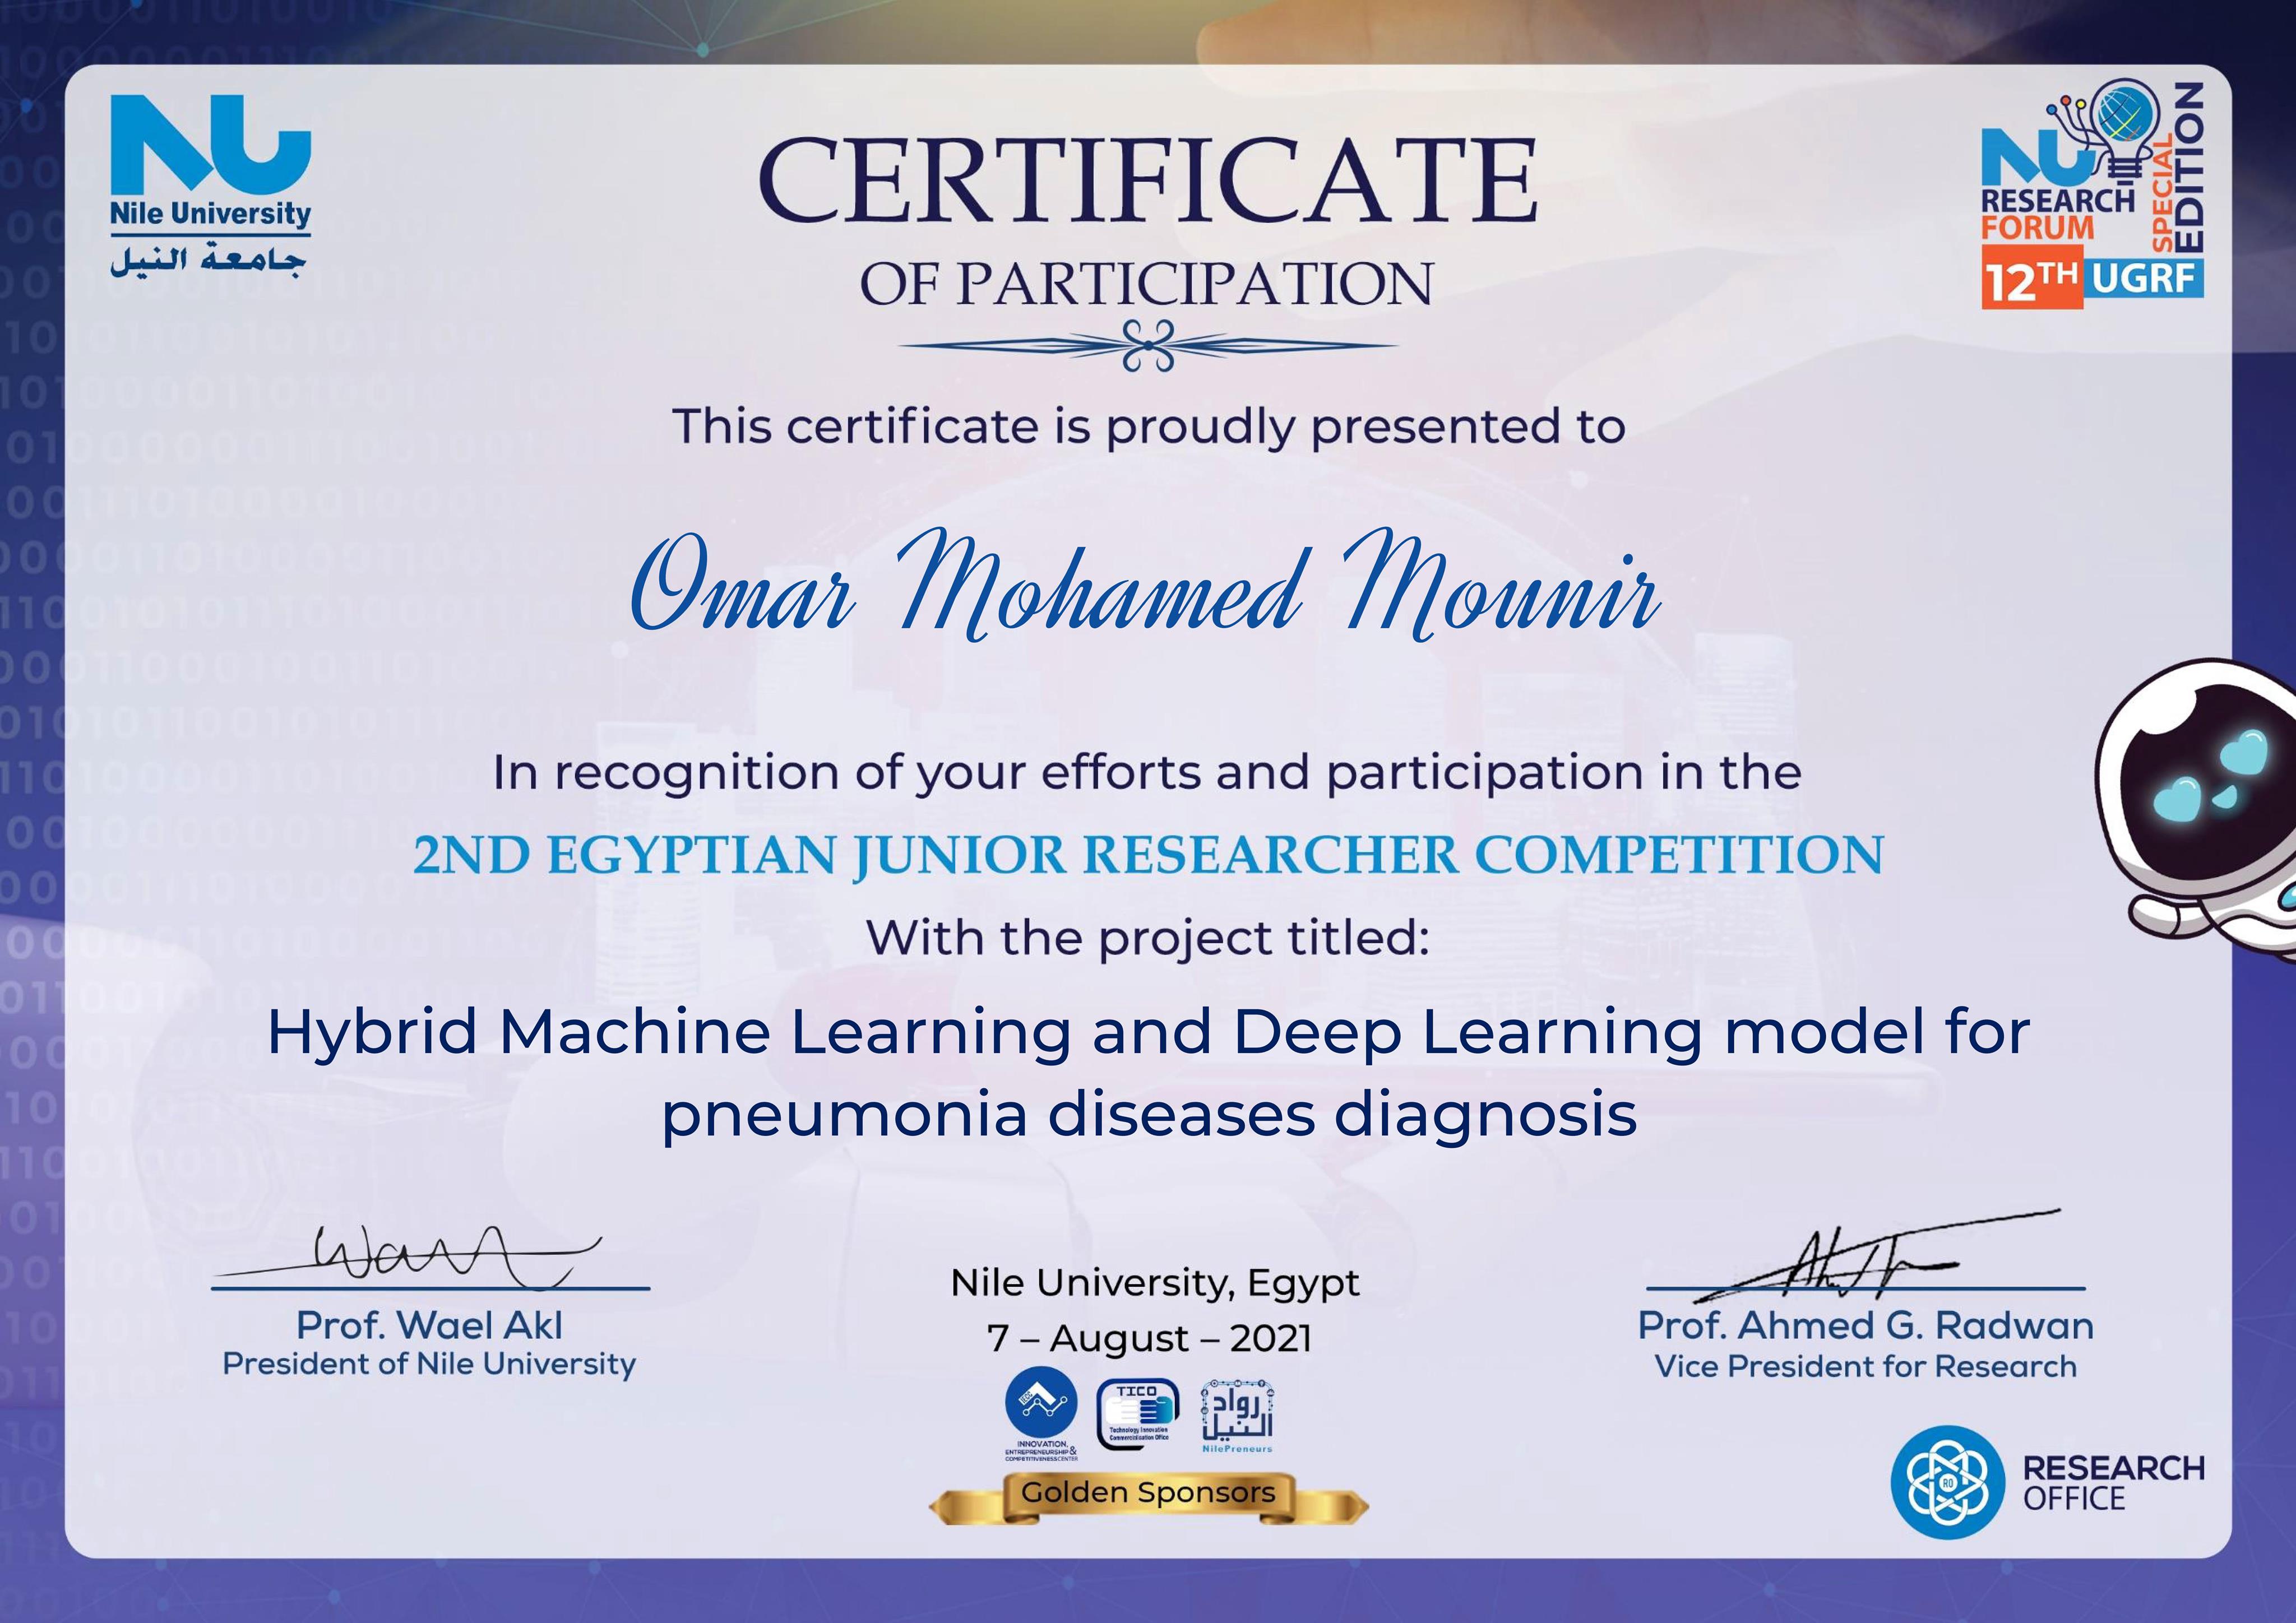 NU
Nile University
جامعة النيل
NU
RESEARCH
FORUM
SPECIAL
EDITION
12TH UGRF
CERTIFICATE
OF PARTICIPATION
This certificate is proudly presented to
Omar Mohamed Mounir
In recognition of your efforts and participation in the
2ND EGYPTIAN JUNIOR RESEARCHER COMPETITION
With the project titled:
Hybrid Machine Learning and Deep Learning model for
pneumonia diseases diagnosis
Prof. Wael Akl
President of Nile University
Nile University, Egypt
7 – August – 2021
Prof. Ahmed G. Radwan
Vice President for Research
INNOVATION,
ENTREPRENEURSHIP &
COMPETITIVENESS CENTER
TICO
Technology Innovation
Commercialization Office
رواد
النيل
NilePreneurs
Golden Sponsors
RO
RESEARCH
OFFICE